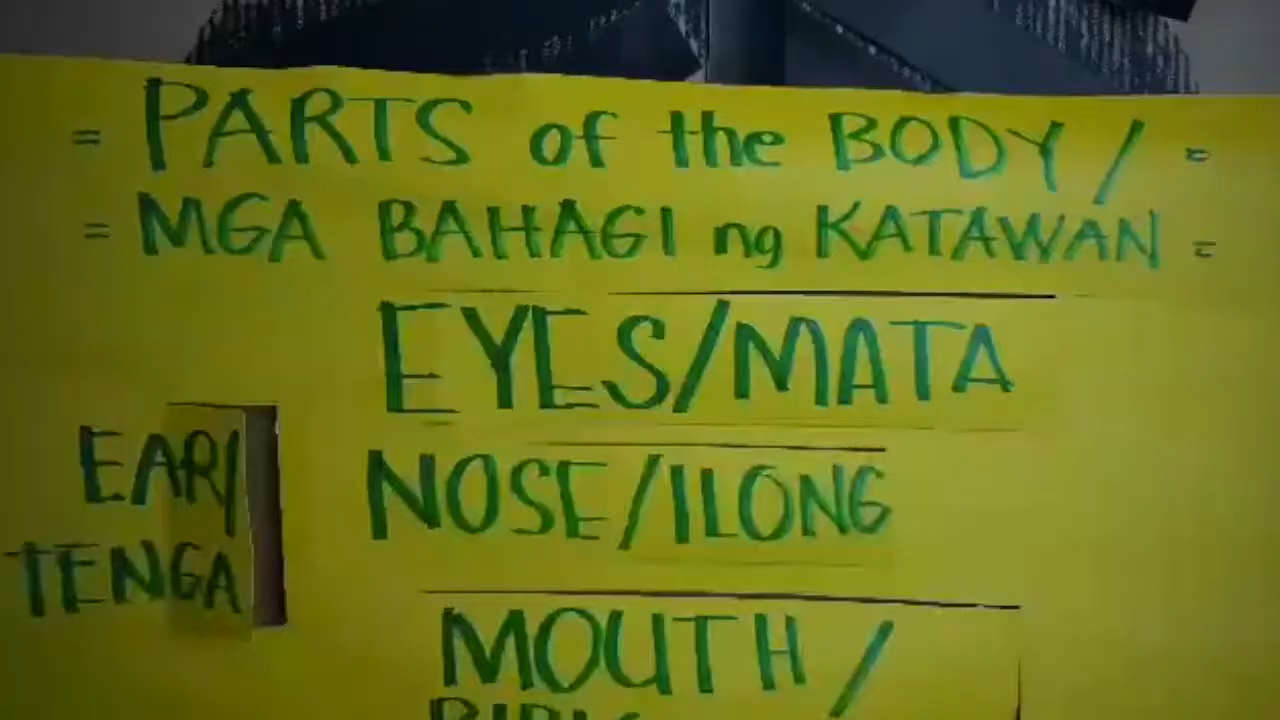 = PARTS of the BODY / =
= MGA BAHAGI ng KATAWAN =
EYES/MATA
EAR/
TENGA
NOSE/ILONG
MOUTH /